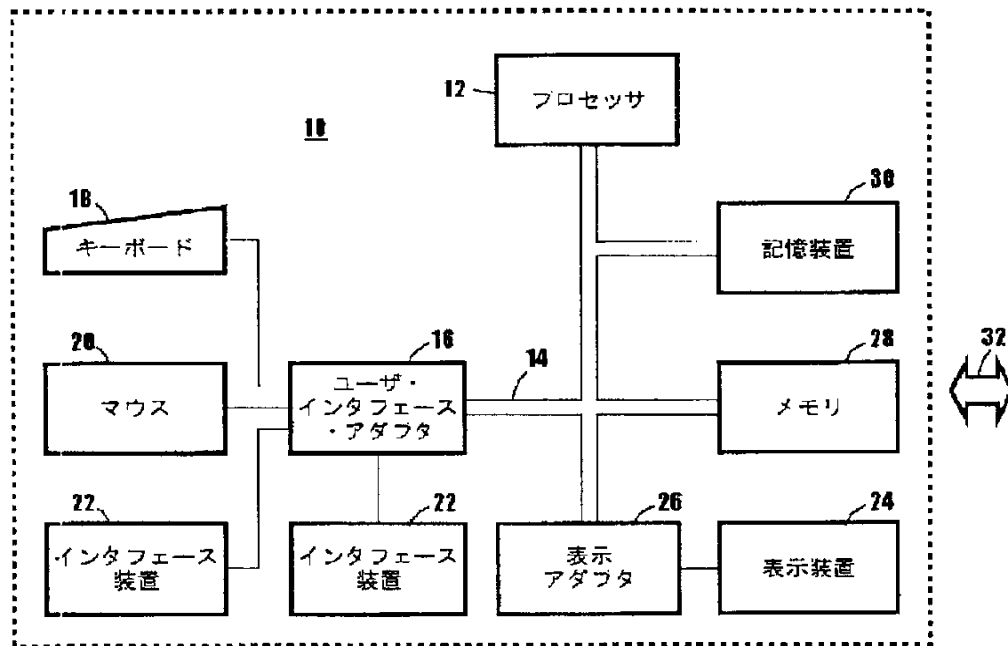 12
プロセッサ
10
18
キーボード
30
記憶装置
20
マウス
16
ユーザ・
インタフェース
・アダプタ
14
28
メモリ
32
22
インタフェース
装置
22
インタフェース
装置
26
表示
アダプタ
24
表示装置